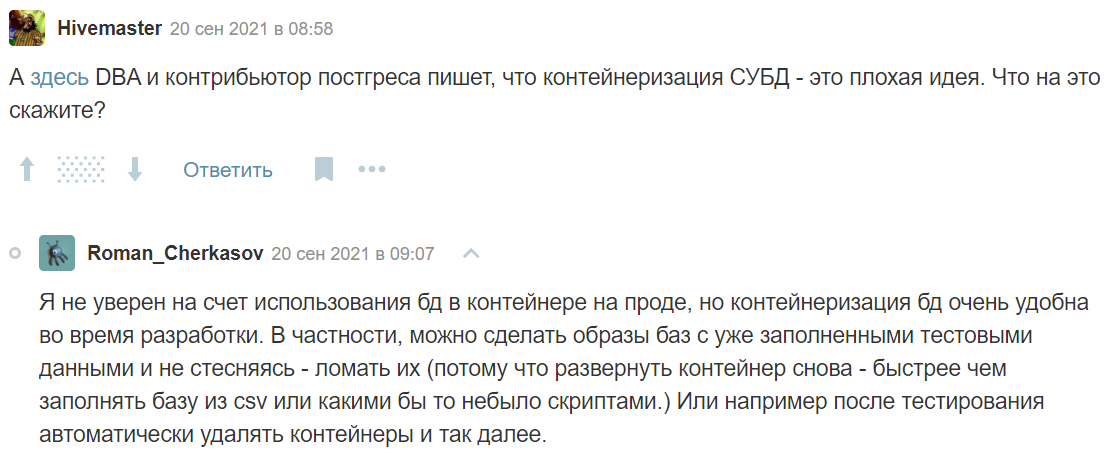 Hivemaster 20 сен 2021 в 08:58
А здесь DBA и контрибьютор постгреса пишет, что контейнеризация СУБД - это плохая идея. Что на это
скажите?
Ответить
Roman_Cherkasov 20 сен 2021 в 09:07
Я не уверен на счет использования бд в контейнере на проде, но контейнеризация бд очень удобна
во время разработки. В частности, можно сделать образы баз с уже заполненными тестовыми
данными и не стесняясь - ломать их (потому что развернуть контейнер снова - быстрее чем
заполнять базу из csv или какими бы то небыло скриптами.) Или например после тестирования
автоматически удалять контейнеры и так далее.